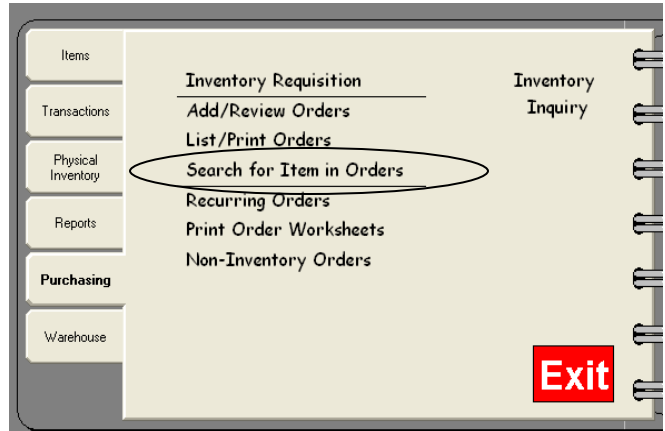 Items
Transactions
Physical
Inventory
Reports
Purchasing
Warehouse
Inventory Requisition
Add/Review Orders
List/Print Orders
Search for Item in Orders
Recurring Orders
Print Order Worksheets
Non-Inventory Orders
Inventory
Inquiry
Exit